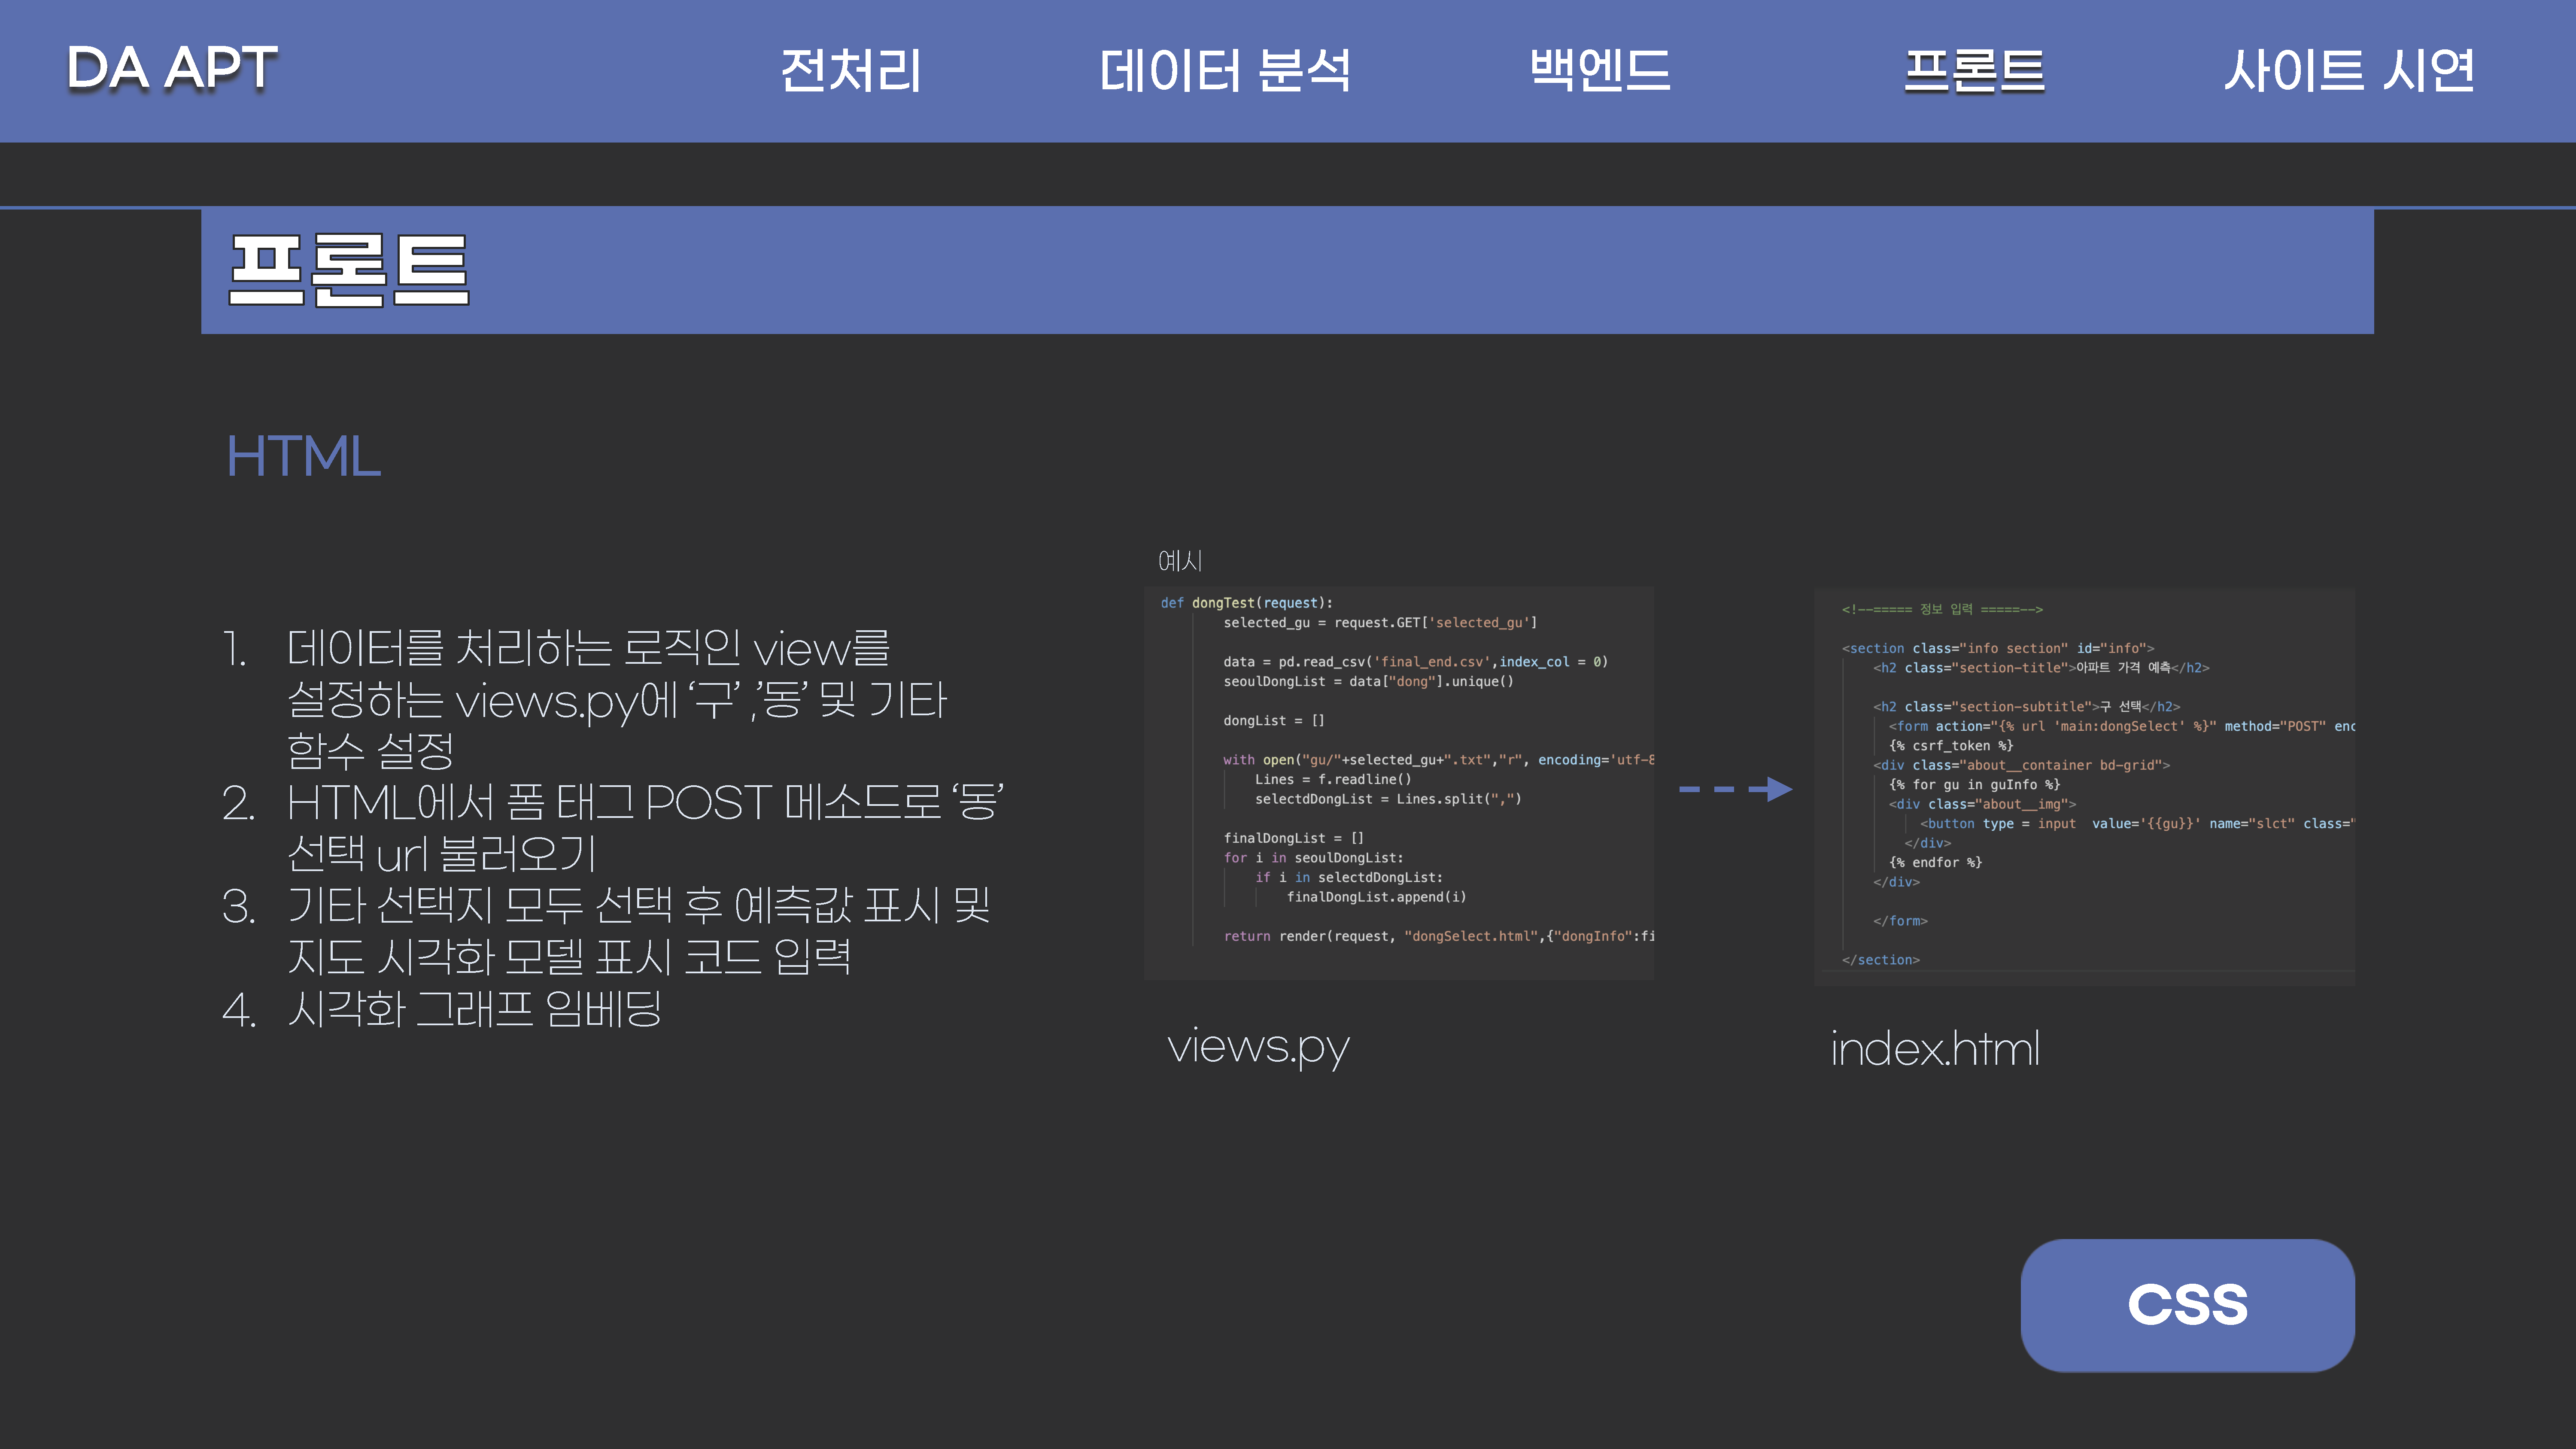 DA APT
전처리
데이터 분석
백엔드
프론트
사이트 시연
프론트
HTML
1. 데이터를 처리하는 로직인 view를
설정하는 views.py에 ‘구’ ,’동’ 및 기타
함수 설정
2. HTML에서 폼 태그 POST 메소드로 ‘동’
선택 url 불러오기
3. 기타 선택지 모두 선택 후 예측값 표시 및
지도 시각화 모델 표시 코드 입력
4. 시각화 그래프 임베딩
예시
def dongTest(request):
selected_gu = request.GET['selected_gu']
data = pd.read_csv('final_end.csv',index_col = 0)
seoulDongList = data["dong"].unique()
dongList = []
with open("gu/"+selected_gu+".txt","r", encoding='utf-8
Lines = f.readline()
selectdDongList = Lines.split(",")
finalDongList = []
for i in seoulDongList:
if i in selectdDongList:
finalDongList.append(i)
return render(request, "dongSelect.html",{"dongInfo":fi
views.py
<!--===== 정보 입력 =====-->
<section class="info section" id="info">
<h2 class="section-title">아파트 가격 예측</h2>
<h2 class="section-subtitle">구 선택</h2>
<form action="{% url 'main:dongSelect' %}" method="POST" enc
{% csrf_token %}
<div class="about__container bd-grid">
{% for gu in guInfo %}
<div class="about__img">
<button type = input  value='{{gu}}' name="slct" class="
</div>
{% endfor %}
</div>
</form>
</section>
index.html
CSS